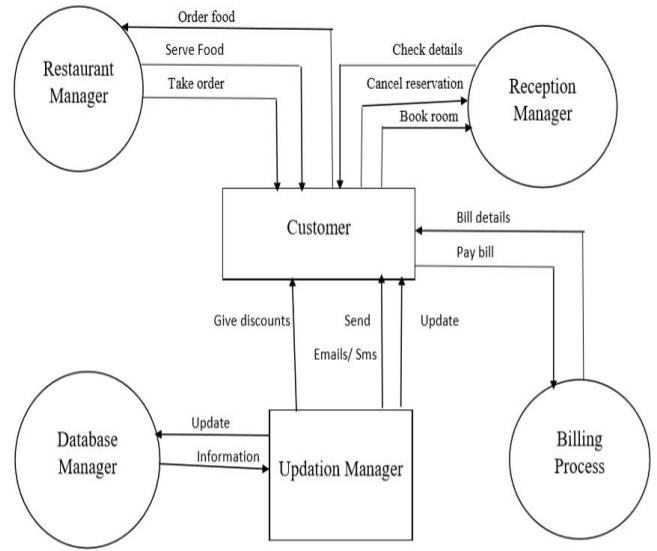 Order food
Serve Food
Take order
Restaurant
Manager
Check details
Cancel reservation
Book room
Reception
Manager
Customer
Bill details
Pay bill
Give discounts
Send
Emails/ Sms
Update
Database
Manager
Update
Information
Updation Manager
Billing
Process